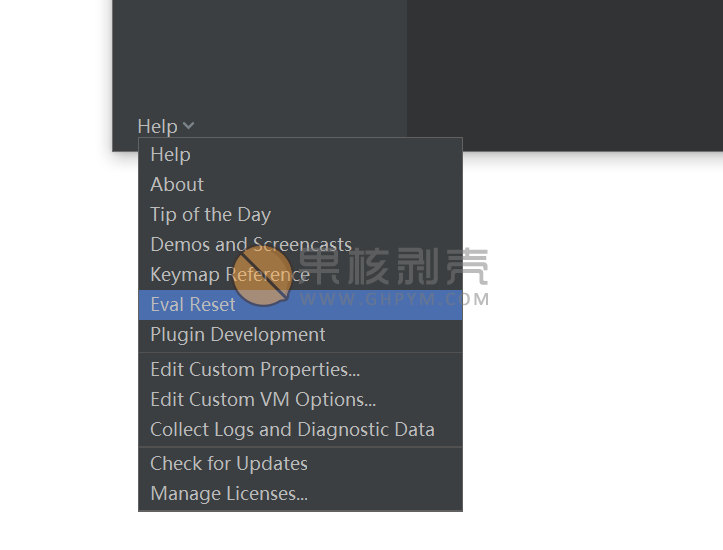 Help
Help
About
Tip of the Day
Demos and Screencasts
Keymap Reference
果核剥壳
WWW.GHPYM.COM
Eval Reset
Plugin Development
Edit Custom Properties...
Edit Custom VM Options...
Collect Logs and Diagnostic Data
Check for Updates
Manage Licenses...